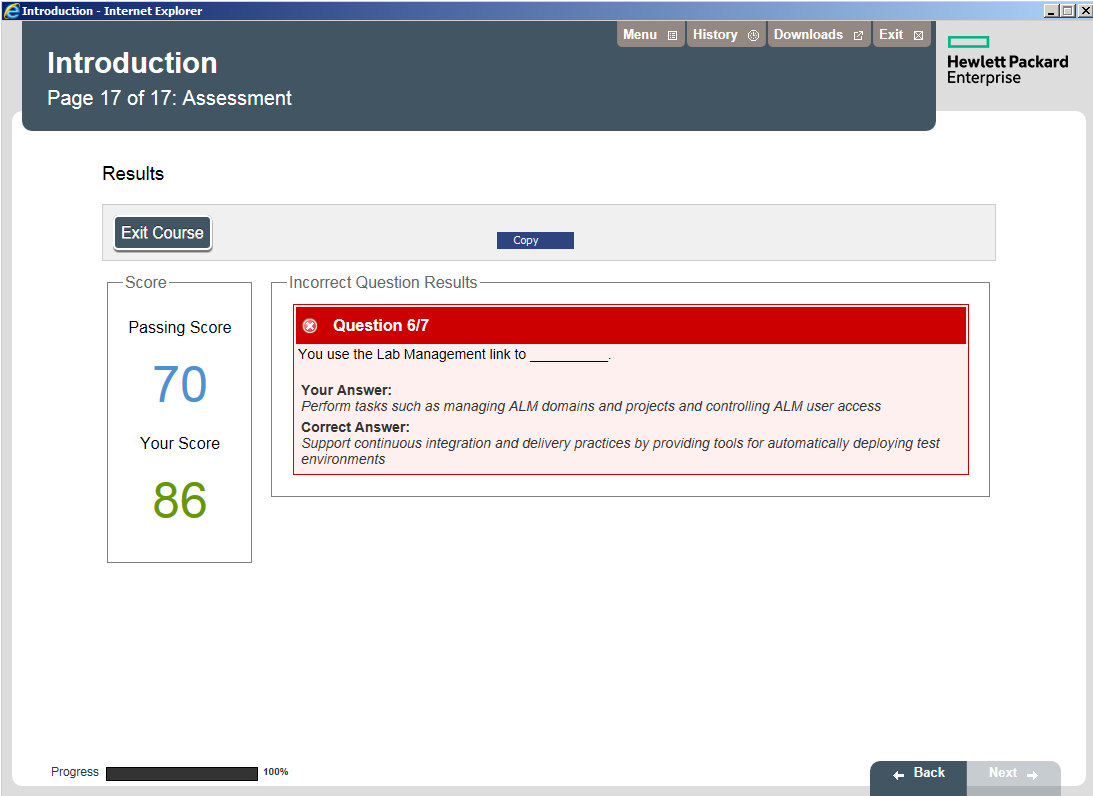 Introduction - Internet Explorer
Menu
History
Downloads
Exit
Hewlett Packard
Enterprise
Introduction
Page 17 of 17: Assessment
Results
Exit Course
Copy
Score
Passing Score
70
Your Score
86
Incorrect Question Results
Question 6/7
You use the Lab Management link to __________.
Your Answer:
Perform tasks such as managing ALM domains and projects and controlling ALM user access
Correct Answer:
Support continuous integration and delivery practices by providing tools for automatically deploying test
environments
Progress
100%
Back
Next